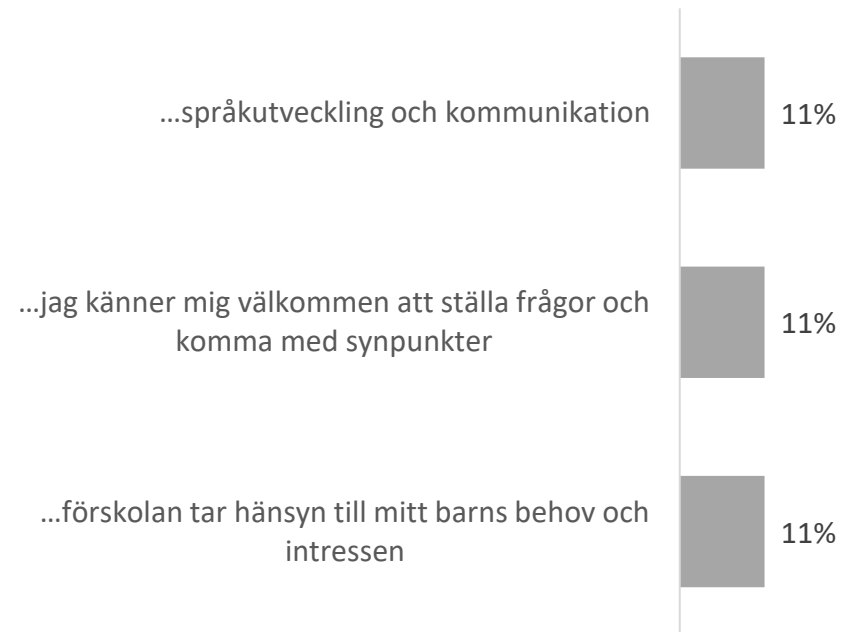 …språkutveckling och kommunikation
11%
…jag känner mig välkommen att ställa frågor och
komma med synpunkter
11%
…förskolan tar hänsyn till mitt barns behov och
intressen
11%